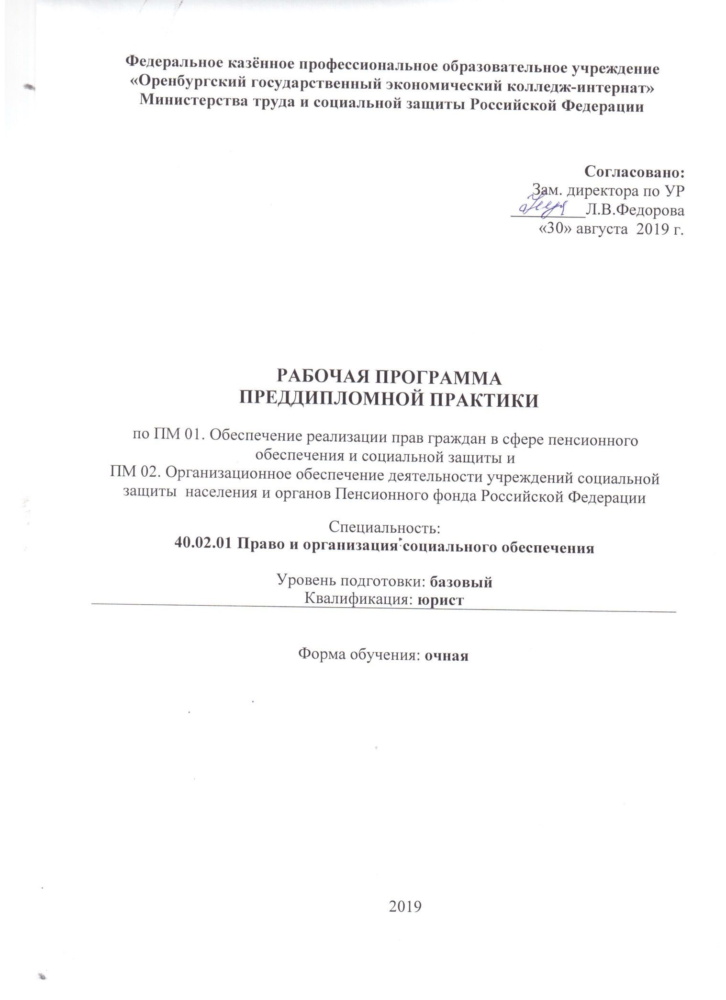 Федеральное казённое профессиональное образовательное учреждение
«Оренбургский государственный экономический колледж-интернат»
Министерства труда и социальной защиты Российской Федерации
Согласовано:
Зам. директора по УР
Л.В.Федорова
«30» августа 2019 г.
РАБОЧАЯ ПРОГРАММА
ПРЕДДИПЛОМНОЙ ПРАКТИКИ
по ПМ 01. Обеспечение реализации прав граждан в сфере пенсионного
обеспечения и социальной защиты и
ПМ 02. Организационное обеспечение деятельности учреждений социальной
защиты населения и органов Пенсионного фонда Российской Федерации
Специальность:
40.02.01 Право и организация социального обеспечения
Уровень подготовки: базовый
Квалификация: юрист
Форма обучения: очная
2019